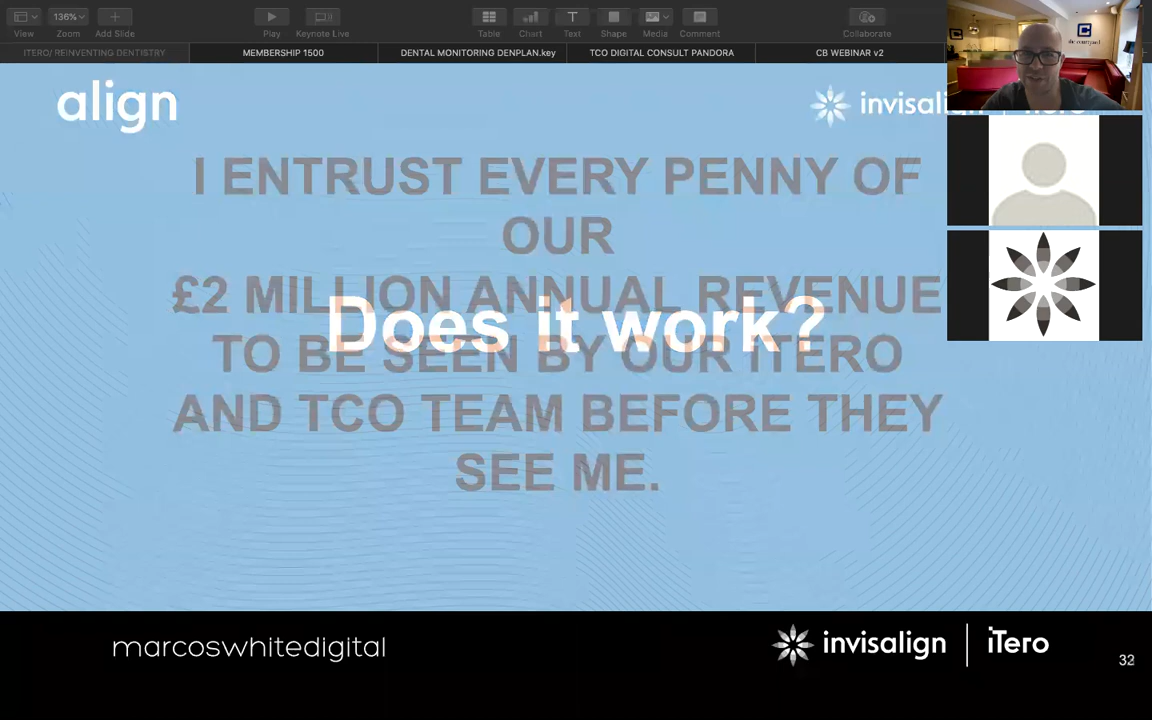 136%
View
Zoom
Add Slide
Play
Keynote Live
Table
Chart
Text
Shape
Media
Comment
Collaborate
ITERO/ REINVENTING DENTISTRY
MEMBERSHIP 1500
DENTAL MONITORING DENPLAN.key
TCO DIGITAL CONSULT PANDORA
CB WEBINAR v2
align
I ENTRUST EVERY PENNY OF
OUR
£2 MILLION ANNUAL REVENUE
Does it work?
TO BE SEEN BY OUR iTERO
AND TCO TEAM BEFORE THEY
SEE ME.
marcoswhitedigital
invisalign | iTero
32